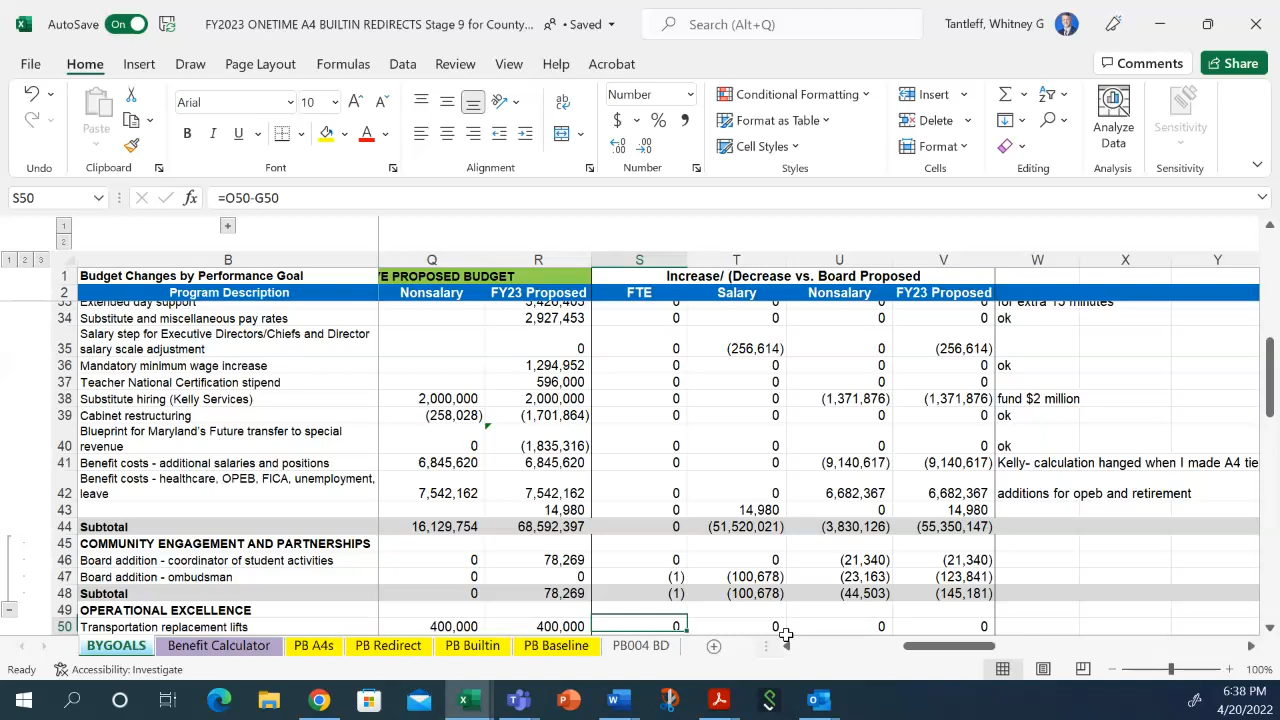 AutoSave On FY2023 ONETIME A4 BUILTIN REDIRECTS Stage 9 for County... • Saved Search (Alt+Q) Tantleff, Whitney G
File Home Insert Draw Page Layout Formulas Data Review View Help Acrobat Comments Share
Undo
Paste
Clipboard
Arial 10
B I U
Font
Alignment
Number
$ % ,
Number
Conditional Formatting
Format as Table
Cell Styles
Styles
Insert
Delete
Format
Cells
Editing
Analyze Data
Analysis
Sensitivity
Sensitivity
S50 fx =O50-G50
1
2
1 2 3 B Q R S T U V W X Y
1 Budget Changes by Performance Goal E PROPOSED BUDGET Increase/ (Decrease vs. Board Proposed
2 Program Description Nonsalary FY23 Proposed FTE Salary Nonsalary FY23 Proposed
Extended day support 0 0 0 0 for extra 15 minutes
34 Substitute and miscellaneous pay rates 2,927,453 0 0 0 0 ok
Salary step for Executive Directors/Chiefs and Director
35 salary scale adjustment 0 0 (256,614) 0 (256,614)
36 Mandatory minimum wage increase 1,294,952 0 0 0 0 ok
37 Teacher National Certification stipend 596,000 0 0 0 0
38 Substitute hiring (Kelly Services) 2,000,000 2,000,000 0 0 (1,371,876) (1,371,876) fund $2 million
39 Cabinet restructuring (258,028) (1,701,864) 0 0 0 0 ok
Blueprint for Maryland's Future transfer to special
40 revenue 0 (1,835,316) 0 0 0 0 ok
41 Benefit costs - additional salaries and positions 6,845,620 6,845,620 0 0 (9,140,617) (9,140,617) Kelly- calculation hanged when I made A4 tie
Benefit costs - healthcare, OPEB, FICA, unemployment,
42 leave 7,542,162 7,542,162 0 0 6,682,367 6,682,367 additions for opeb and retirement
43 14,980 0 14,980 0 14,980
44 Subtotal 16,129,754 68,592,397 0 (51,520,021) (3,830,126) (55,350,147)
45 COMMUNITY ENGAGEMENT AND PARTNERSHIPS
46 Board addition - coordinator of student activities 0 78,269 0 0 (21,340) (21,340)
47 Board addition - ombudsman 0 0 (1) (100,678) (23,163) (123,841)
48 Subtotal 0 78,269 (1) (100,678) (44,503) (145,181)
49 OPERATIONAL EXCELLENCE
50 Transportation replacement lifts 400,000 400,000 0 0 0 0
BYGOALS Benefit Calculator PB A4s PB Redirect PB Builtin PB Baseline PB004 BD
Ready Accessibility: Investigate 100%
6:38 PM
4/20/2022